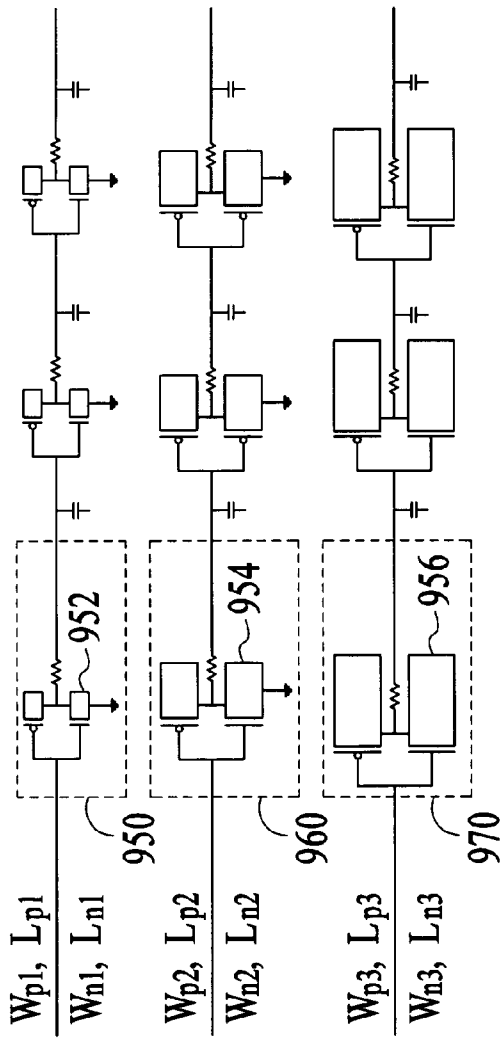 Wp1, Lp1
Wn1, Ln1
950
952
Wp2, Lp2
Wn2, Ln2
960
954
Wp3, Lp3
Wn3, Ln3
970
956